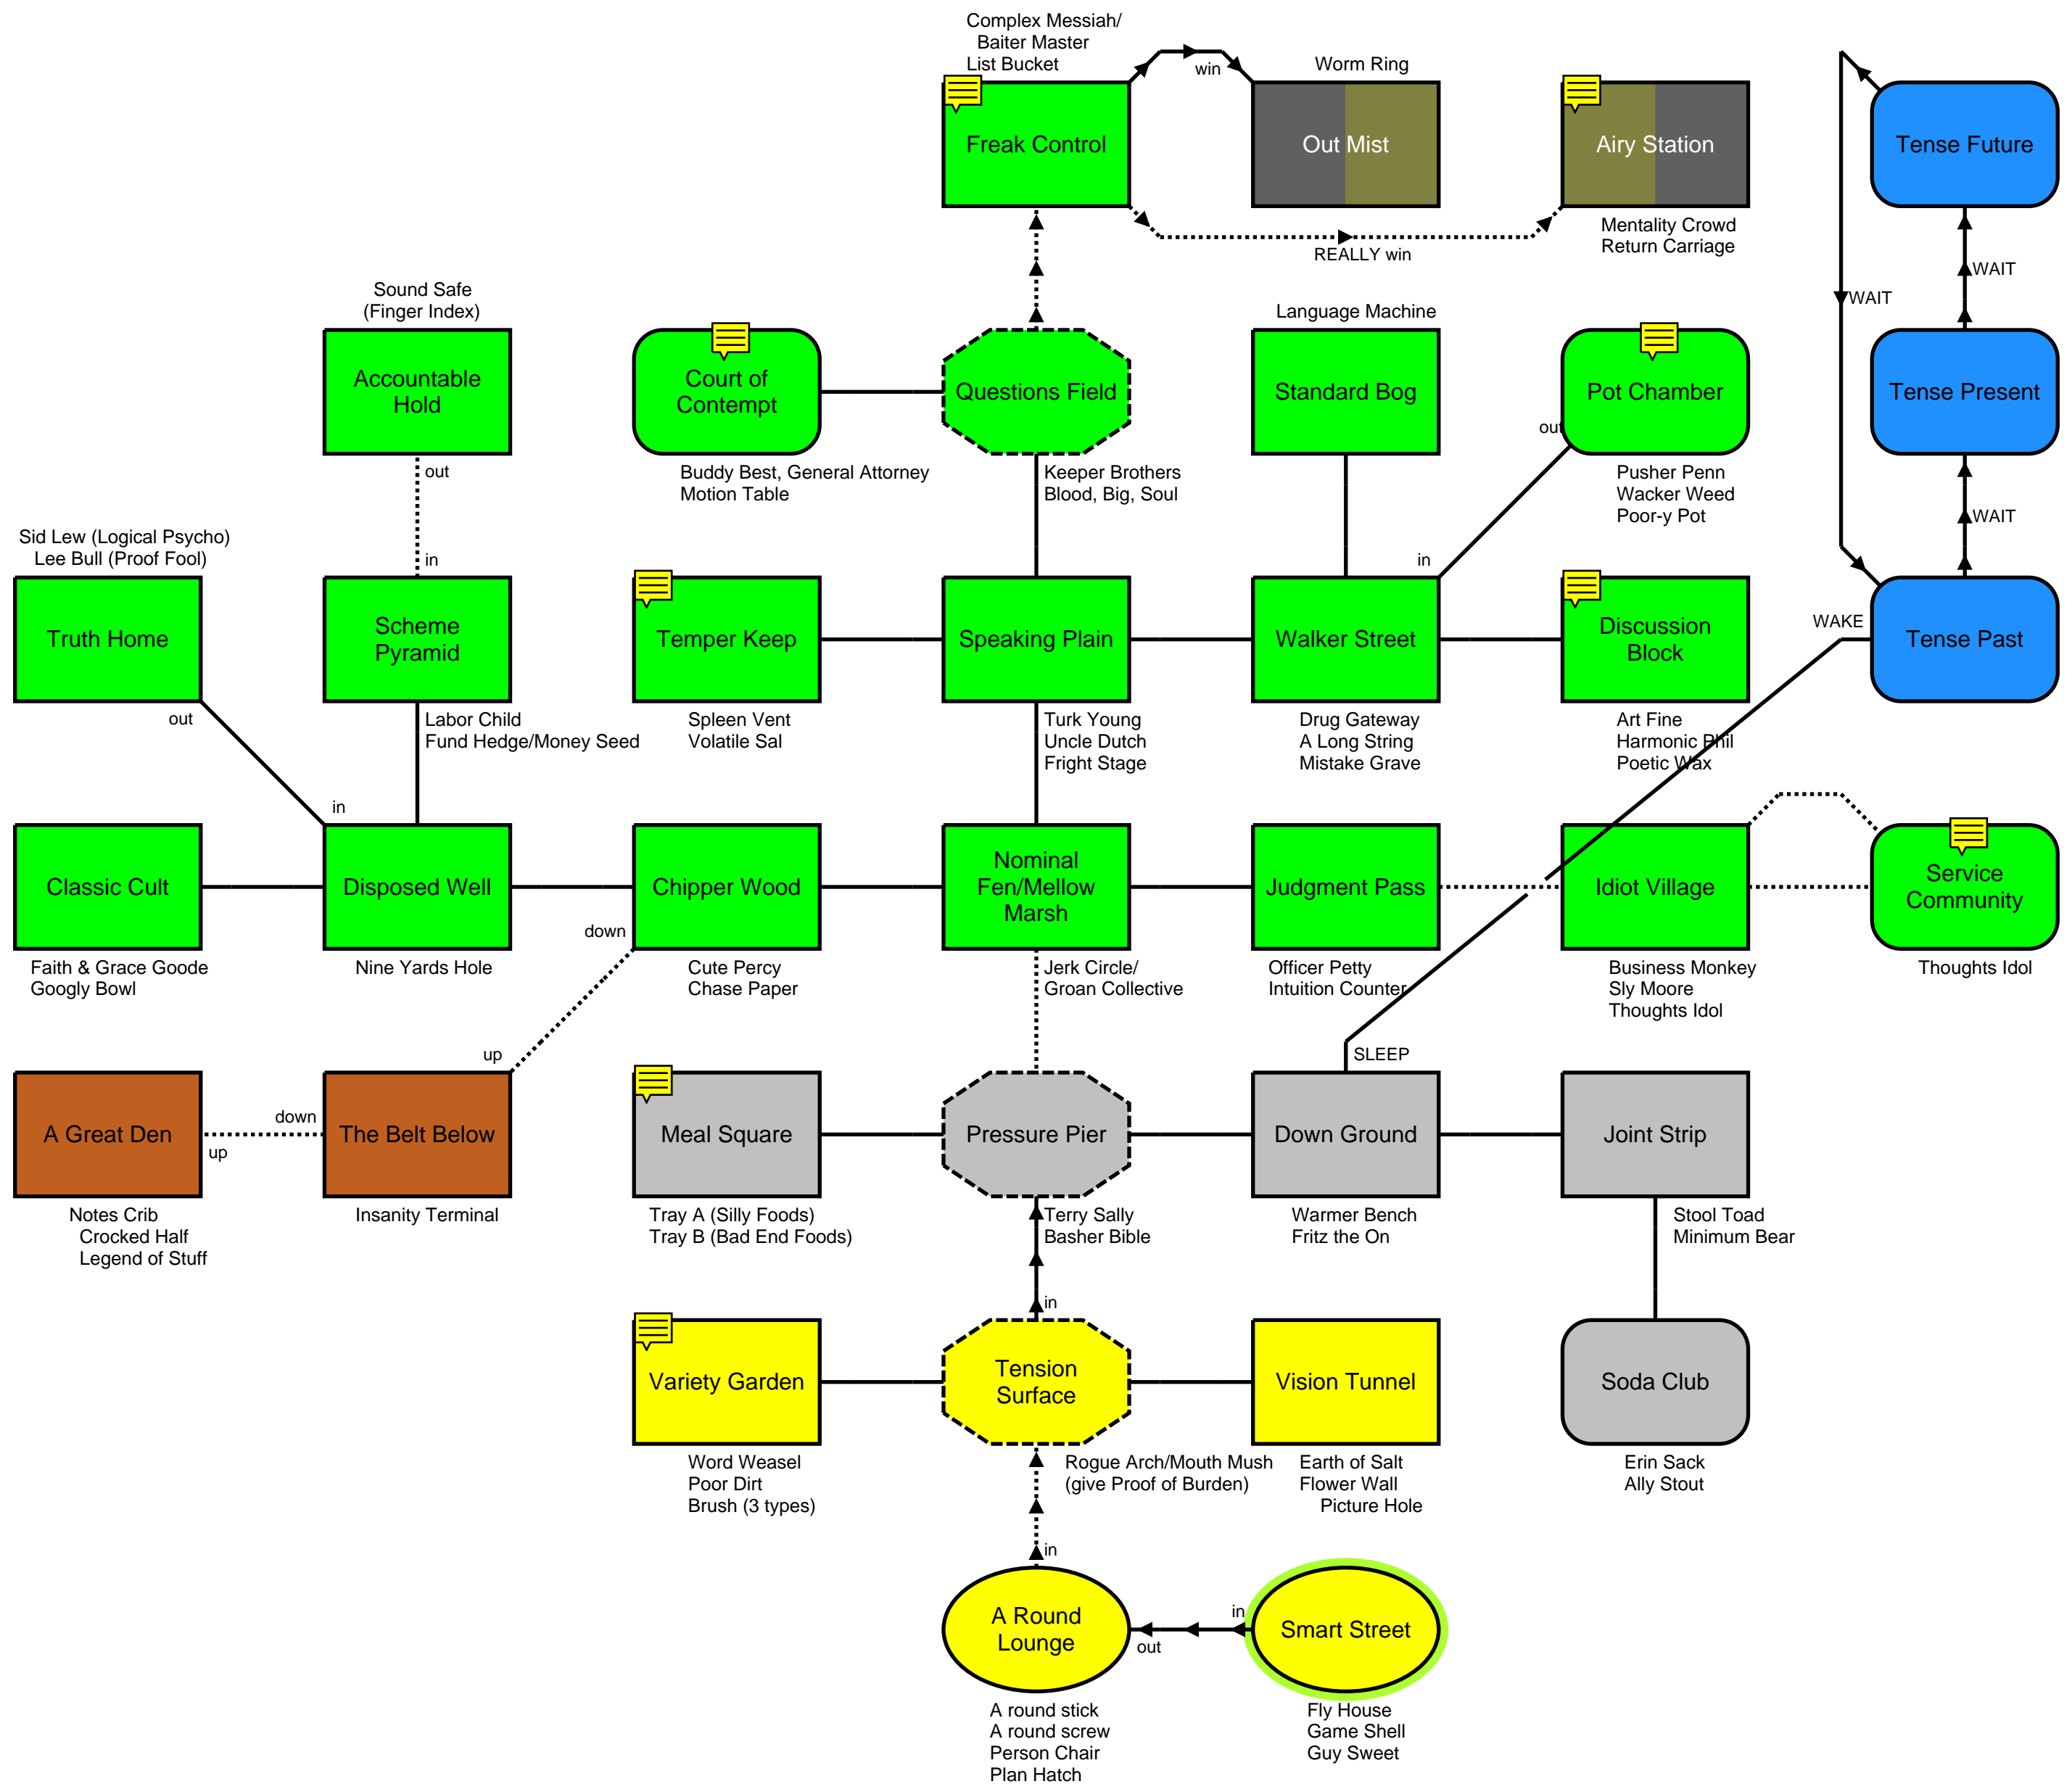 Complex Messiah/
Baiter Master
List Bucket
Freak Control
win
Worm Ring
Out Mist
Airy Station
Mentality Crowd
Return Carriage
REALLY win
Tense Future
WAIT
WAIT
Sound Safe
(Finger Index)
Accountable
Hold
out
in
Court of
Contempt
Buddy Best, General Attorney
Motion Table
Questions Field
Keeper Brothers
Blood, Big, Soul
Language Machine
Standard Bog
Pot Chamber
out
in
Pusher Penn
Wacker Weed
Poor-y Pot
Tense Present
WAIT
Sid Lew (Logical Psycho)
Lee Bull (Proof Fool)
Truth Home
out
in
Scheme
Pyramid
Labor Child
Fund Hedge/Money Seed
Temper Keep
Spleen Vent
Volatile Sal
Speaking Plain
Turk Young
Uncle Dutch
Fright Stage
Walker Street
Drug Gateway
A Long String
Mistake Grave
Discussion
Block
Art Fine
Harmonic Phil
Poetic Wax
WAKE
Tense Past
Classic Cult
Faith & Grace Goode
Googly Bowl
Disposed Well
Nine Yards Hole
Chipper Wood
down
Cute Percy
Chase Paper
Nominal
Fen/Mellow
Marsh
Jerk Circle/
Groan Collective
Judgment Pass
Officer Petty
Intuition Counter
Idiot Village
Business Monkey
Sly Moore
Thoughts Idol
Service
Community
Thoughts Idol
A Great Den
up
down
Notes Crib
Crocked Half
Legend of Stuff
up
The Belt Below
Insanity Terminal
Meal Square
Tray A (Silly Foods)
Tray B (Bad End Foods)
Pressure Pier
Terry Sally
Basher Bible
SLEEP
Down Ground
Warmer Bench
Fritz the On
Joint Strip
Stool Toad
Minimum Bear
in
Variety Garden
Word Weasel
Poor Dirt
Brush (3 types)
Tension
Surface
Rogue Arch/Mouth Mush
(give Proof of Burden)
Vision Tunnel
Earth of Salt
Flower Wall
Picture Hole
Soda Club
Erin Sack
Ally Stout
in
A Round
Lounge
out
in
A round stick
A round screw
Person Chair
Plan Hatch
Smart Street
Fly House
Game Shell
Guy Sweet